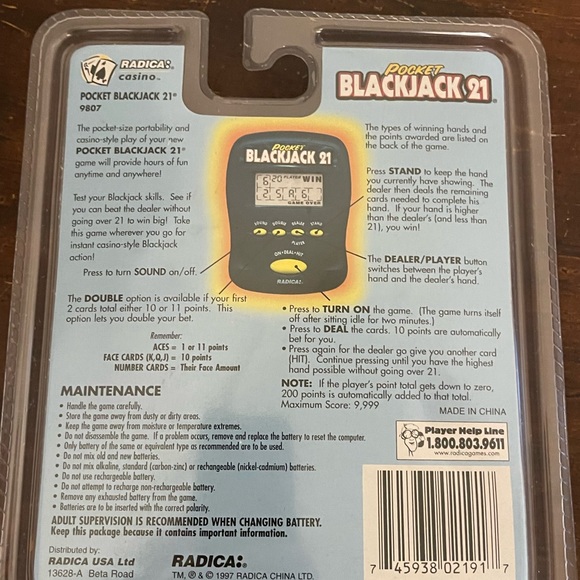 RADICA:®
casino™
POCKET BLACKJACK 21®
9807
POCKET
BLACKJACK 21®
The pocket-size portability and
casino-style play of your new
POCKET BLACKJACK 21®
game will provide hours of fun
anytime and anywhere!
Test your Blackjack skills. See if
you can beat the dealer without
going over 21 to win big! Take
this game wherever you go for
instant casino-style Blackjack
action!
Press to turn SOUND on/off.
The DOUBLE option is available if your first
2 cards total either 10 or 11 points. This
option lets you double your bet.
Remember:
ACES = 1 or 11 points
FACE CARDS (K,Q,J) = 10 points
NUMBER CARDS = Their Face Amount
POCKET
BLACKJACK 21
PLAYER WIN
GAME OVER
SOUND DOUBLE DEALER STAND
PLAYER
ON•DEAL•HIT
RADICA:
The types of winning hands and
the points awarded are listed on
the back of the game.
Press STAND to keep the hand
you currently have showing. The
dealer then deals the remaining
cards needed to complete his
hand. If your hand is higher
than the dealer's (and less than
21), you win!
The DEALER/PLAYER button
switches between the player's
hand and the dealer's hand.
• Press to TURN ON the game. (The game turns itself
off after sitting idle for two minutes.)
• Press to DEAL the cards. 10 points are automatically
bet for you.
• Press again for the dealer go give you another card
(HIT). Continue pressing until you have the highest
hand possible without going over 21.
NOTE: If the player's point total gets down to zero,
200 points is automatically added to that total.
Maximum Score: 9,999
MADE IN CHINA
MAINTENANCE
• Handle the game carefully.
• Store the game away from dusty or dirty areas.
• Keep the game away from moisture or temperature extremes.
• Do not disassemble the game. If a problem occurs, remove and replace the battery to reset the computer.
• Only battery of the same or equivalent type as recommended are to be used.
• Do not mix old and new batteries.
• Do not mix alkaline, standard (carbon-zinc) or rechargeable (nickel-cadmium) batteries.
• Do not use rechargeable battery.
• Do not attempt to recharge non-rechargeable battery.
• Remove any exhausted battery from the game.
• Batteries are to be inserted with the correct polarity.
ADULT SUPERVISION IS RECOMMENDED WHEN CHANGING BATTERY.
Keep this package because it contains important information.
Player Help Line
1.800.803.9611
www.radicagames.com
Distributed by:
RADICA USA Ltd
13628-A Beta Road
RADICA:®
TM, ® & © 1997 RADICA CHINA LTD.
7 45938 02191 7